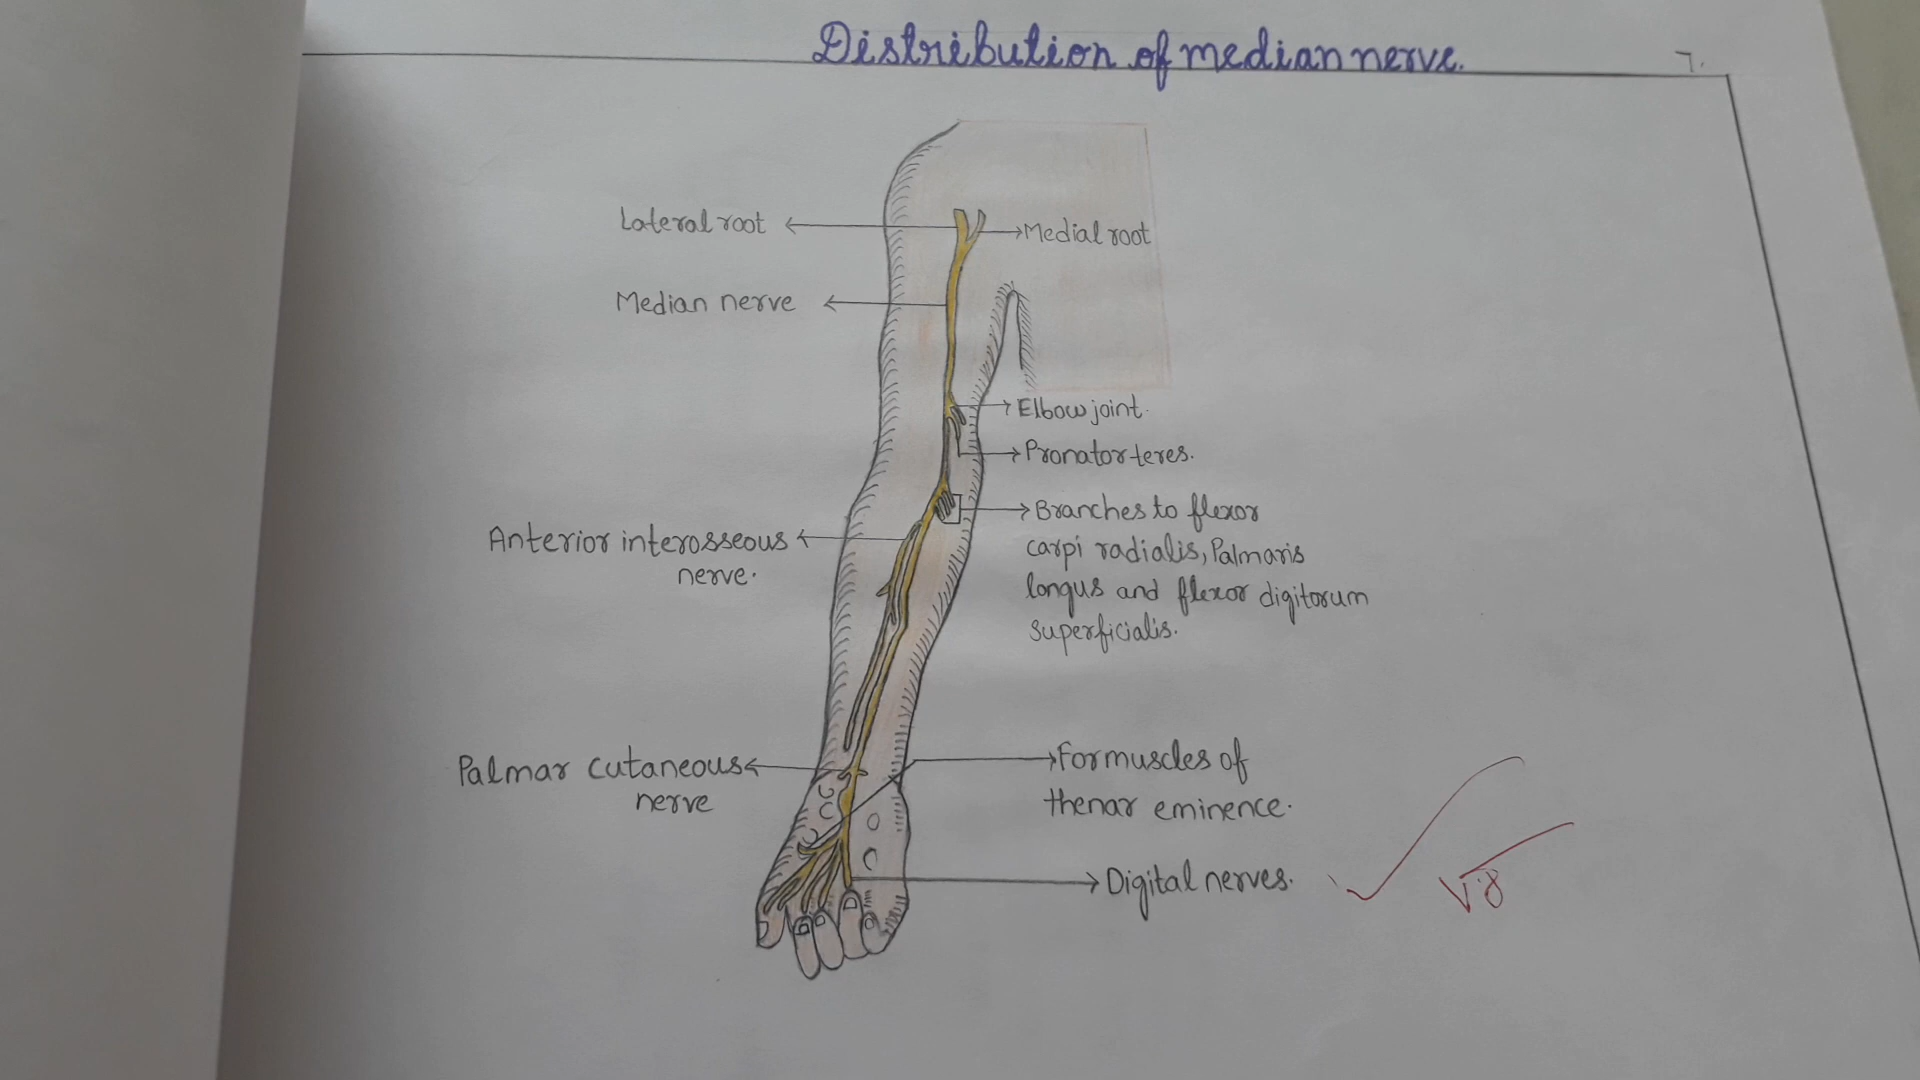 Distribution of median nerve.
7.
Lateral root
Medial root
Median nerve
Elbow joint.
Pronator teres.
Branches to flexor
carpi radialis, Palmaris
longus and flexor digitorum
superficialis.
Anterior interosseous
nerve.
Palmar cutaneous
nerve
For muscles of
thenar eminence.
Digital nerves.